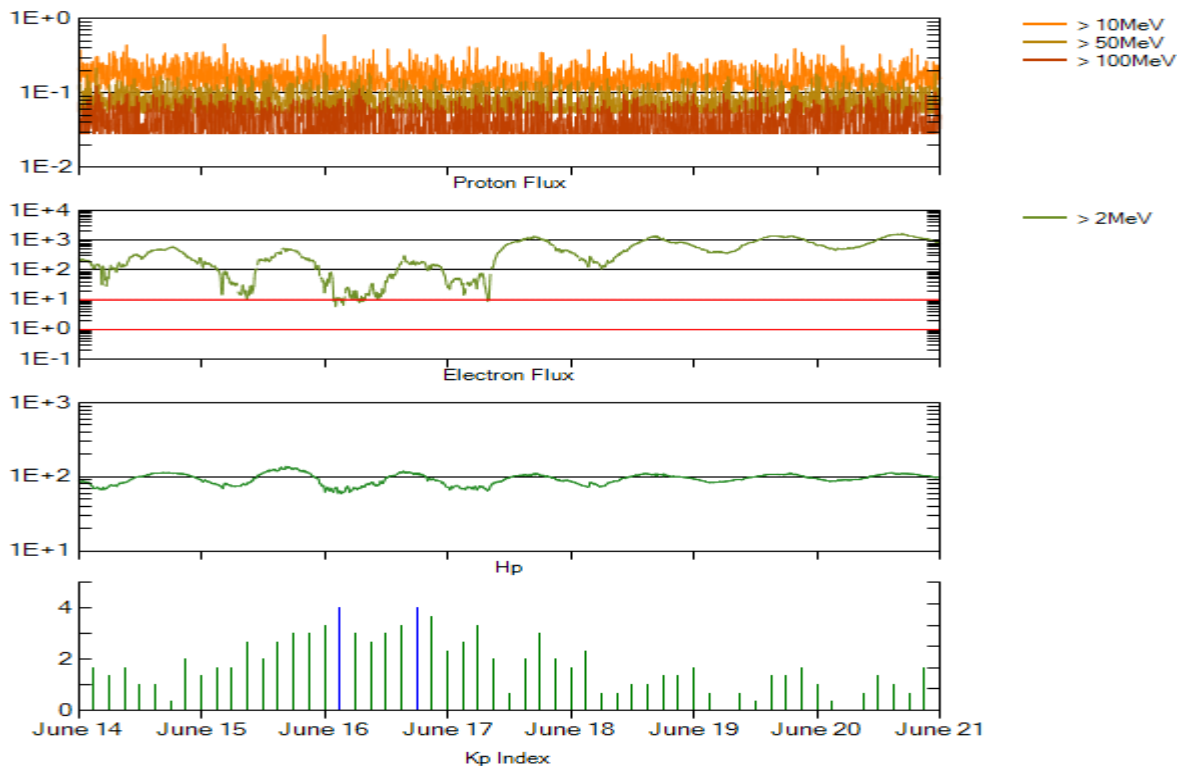 1E+0
1E-1
1E-2
Proton Flux
> 10MeV
> 50MeV
> 100MeV
1E+4
1E+3
1E+2
1E+1
1E+0
1E-1
Electron Flux
> 2MeV
1E+3
1E+2
1E+1
Hp
4
2
0
June 14 June 15 June 16 June 17 June 18 June 19 June 20 June 21
Kp Index